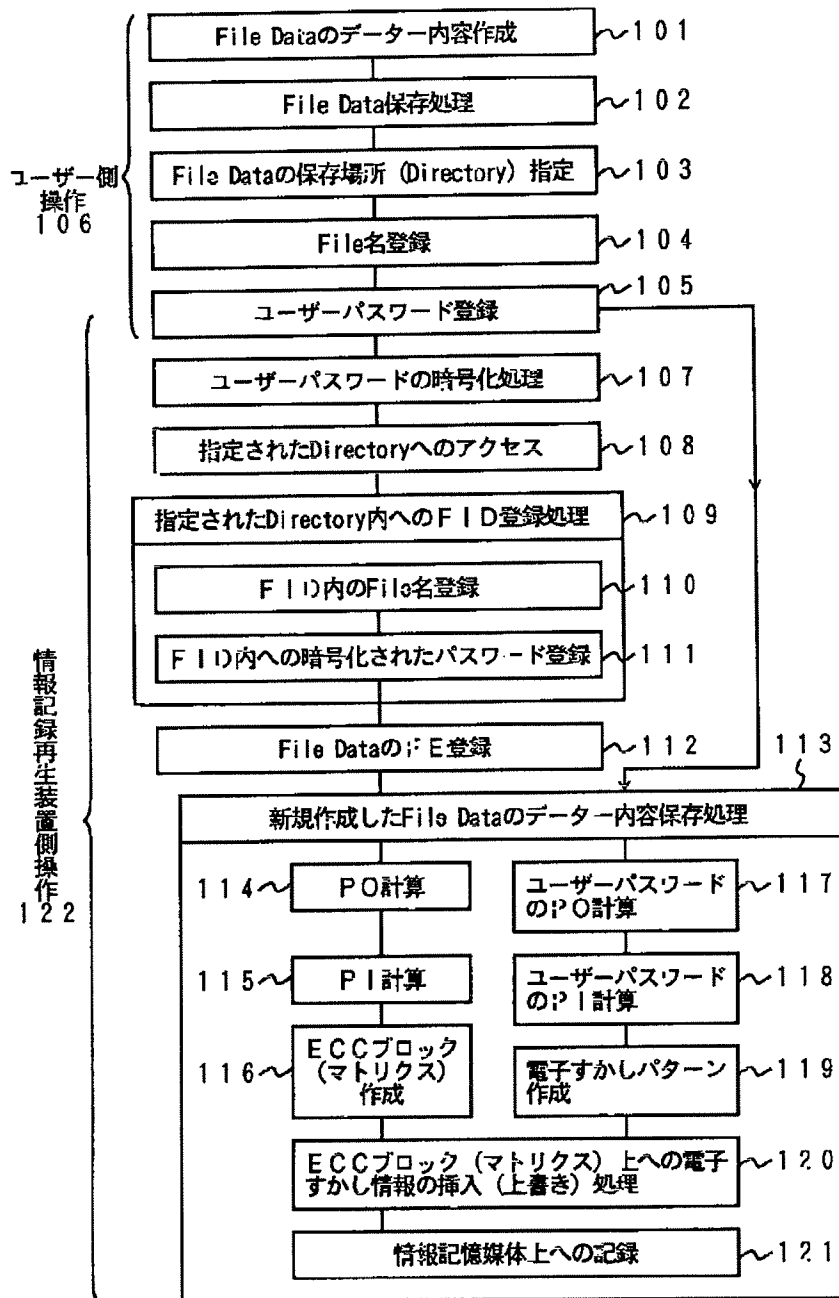 File Dataのデーター内容作成
101
File Data保存処理
102
File Dataの保存場所（Directory）指定
103
ユーザー側
操作
106
File名登録
104
ユーザーパスワード登録
105
ユーザーパスワードの暗号化処理
107
指定されたDirectoryへのアクセス
108
指定されたDirectory内へのＦＩＤ登録処理
109
ＦＩＤ内のFile名登録
110
ＦＩＤ内への暗号化されたパスワード登録
111
File DataのＦＥ登録
112
113
情報記録再生装置側操作
122
新規作成したFile Dataのデーター内容保存処理
114
ＰＯ計算
ユーザーパスワード
のＰＯ計算
117
115
ＰＩ計算
ユーザーパスワード
のＰＩ計算
118
116
ＥＣＣブロック
（マトリクス）
作成
電子すかしパターン
作成
119
ＥＣＣブロック（マトリクス）上への電子
すかし情報の挿入（上書き）処理
120
情報記憶媒体上への記録
121